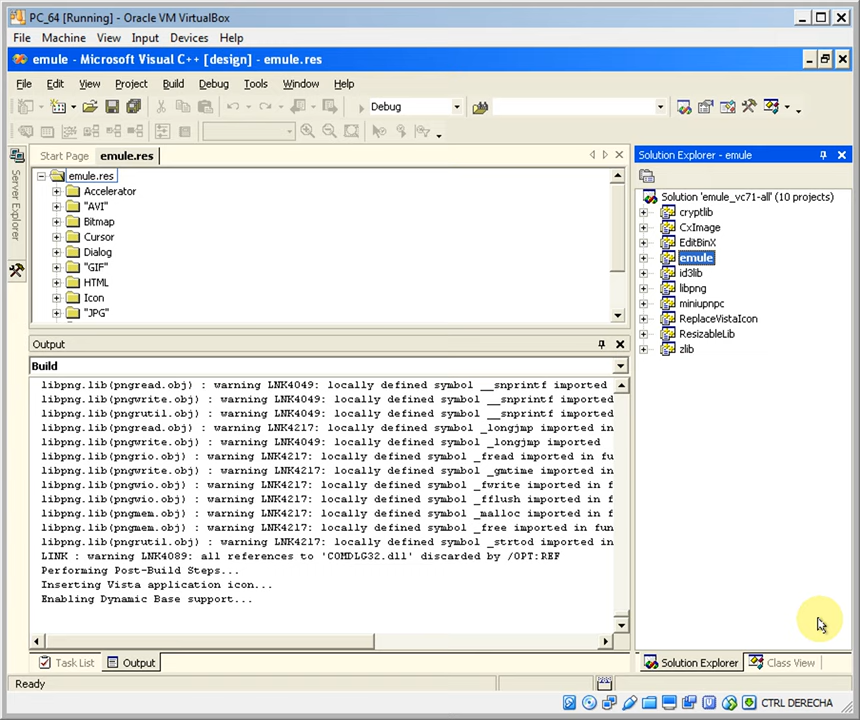 PC_64 [Running] - Oracle VM VirtualBox
File Machine View Input Devices Help
emule - Microsoft Visual C++ [design] - emule.res
File Edit View Project Build Debug Tools Window Help
Debug
Start Page emule.res
Server Explorer
emule.res
Accelerator
"AVI"
Bitmap
Cursor
Dialog
"GIF"
HTML
Icon
"JPG"
Output
Build
libpng.lib(pngread.obj) : warning LNK4049: locally defined symbol __snprintf imported
libpng.lib(pngwrite.obj) : warning LNK4049: locally defined symbol __snprintf imported
libpng.lib(pngrutil.obj) : warning LNK4049: locally defined symbol __snprintf imported
libpng.lib(pngread.obj) : warning LNK4217: locally defined symbol _longjmp imported in
libpng.lib(pngwrite.obj) : warning LNK4049: locally defined symbol _longjmp imported
libpng.lib(pngrio.obj) : warning LNK4217: locally defined symbol _fread imported in fu
libpng.lib(pngwrite.obj) : warning LNK4217: locally defined symbol _gmtime imported in
libpng.lib(pngwio.obj) : warning LNK4217: locally defined symbol _fwrite imported in f
libpng.lib(pngwio.obj) : warning LNK4217: locally defined symbol _fflush imported in f
libpng.lib(pngmem.obj) : warning LNK4217: locally defined symbol _malloc imported in f
libpng.lib(pngmem.obj) : warning LNK4217: locally defined symbol _free imported in fun
libpng.lib(pngrutil.obj) : warning LNK4217: locally defined symbol _strtod imported in
LINK : warning LNK4089: all references to 'COMDLG32.dll' discarded by /OPT:REF
Performing Post-Build Steps...
Inserting Vista application icon...
Enabling Dynamic Base support...
Task List Output
Solution Explorer - emule
Solution 'emule_vc71-all' (10 projects)
cryptlib
CxImage
EditBinX
emule
id3lib
libpng
miniupnpc
ReplaceVistaIcon
ResizableLib
zlib
Solution Explorer Class View
Ready
CTRL DERECHA